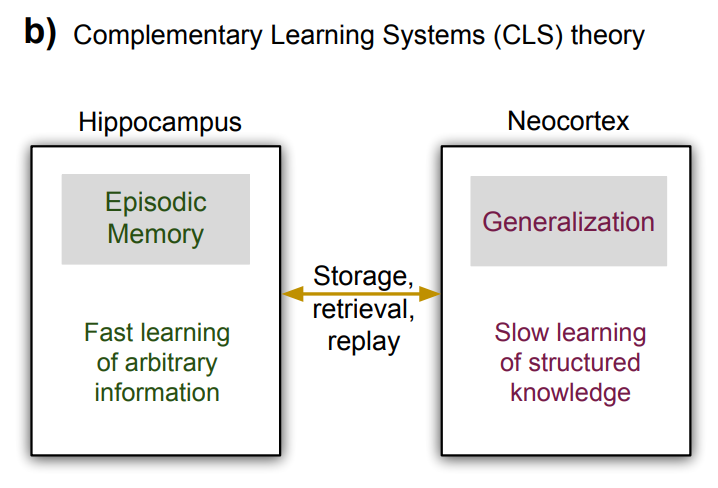 b) Complementary Learning Systems (CLS) theory
Hippocampus
Episodic
Memory
Fast learning
of arbitrary
information
Storage,
retrieval,
replay
Neocortex
Generalization
Slow learning
of structured
knowledge